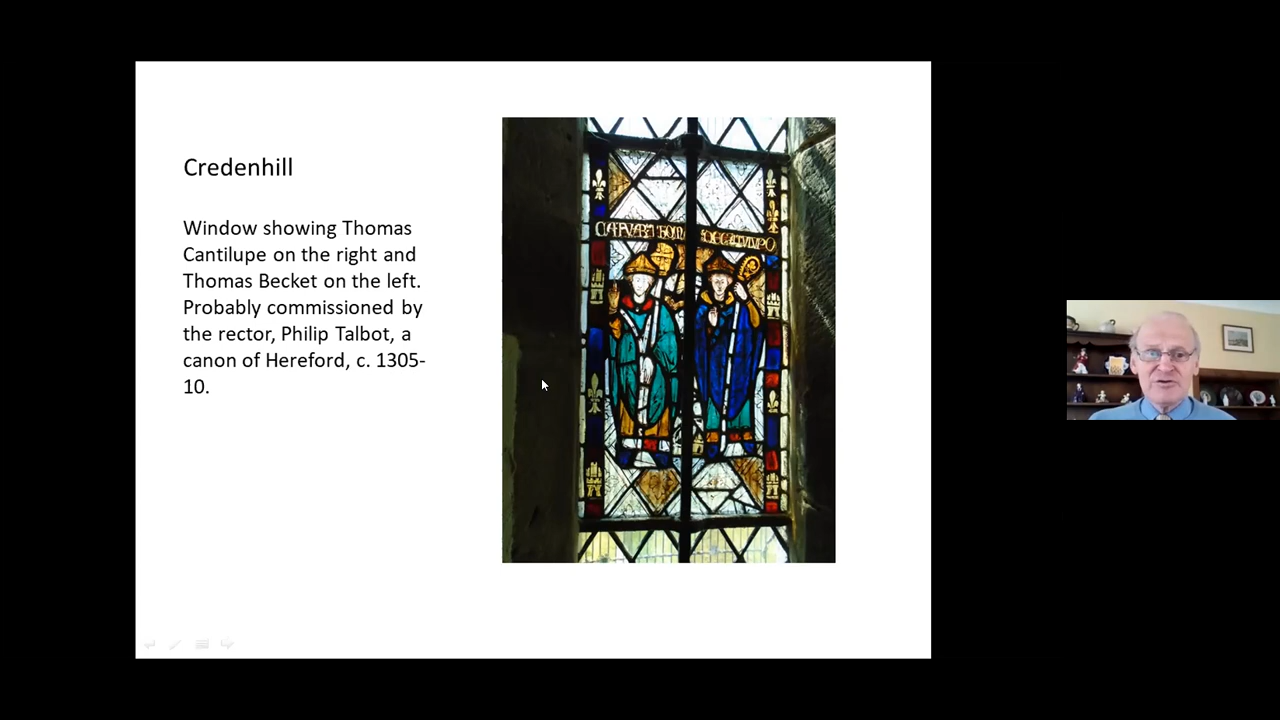 Credenhill
Window showing Thomas
Cantilupe on the right and
Thomas Becket on the left.
Probably commissioned by
the rector, Philip Talbot, a
canon of Hereford, c. 1305-
10.